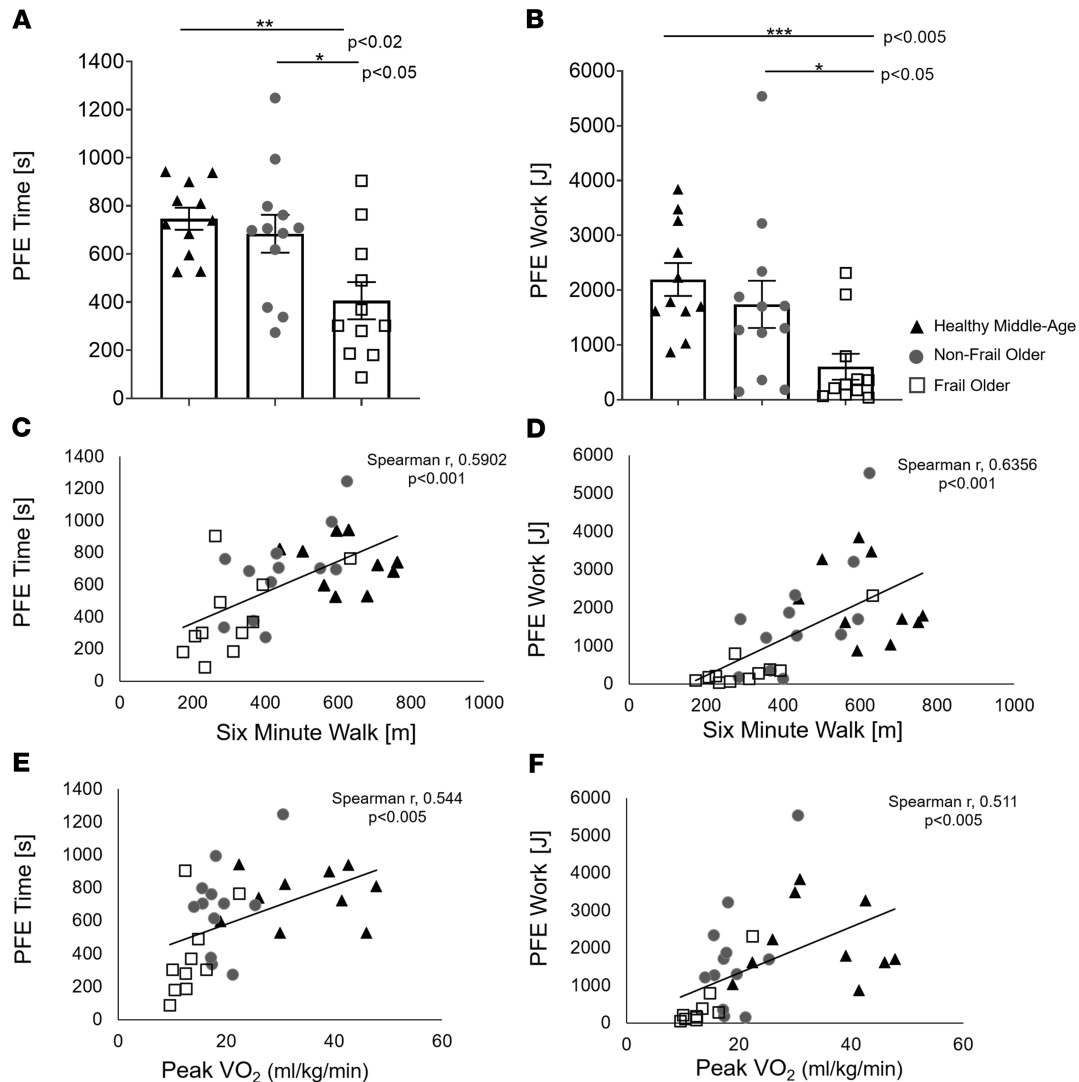 A
**
p<0.02
*
p<0.05
1400
1200
1000
800
600
400
200
0
PFE Time [s]
B
***
p<0.005
*
p<0.05
6000
5000
4000
3000
2000
1000
0
PFE Work [J]
Healthy Middle-Age
Non-Frail Older
Frail Older
C
Spearman r, 0.5902
p<0.001
1400
1200
1000
800
600
400
200
0
PFE Time [s]
0 200 400 600 800 1000
Six Minute Walk [m]
D
Spearman r, 0.6356
p<0.001
6000
5000
4000
3000
2000
1000
0
PFE Work [J]
0 200 400 600 800 1000
Six Minute Walk [m]
E
Spearman r, 0.544
p<0.005
1400
1200
1000
800
600
400
200
0
PFE Time [s]
0 20 40 60
Peak VO2 (ml/kg/min)
F
Spearman r, 0.511
p<0.005
6000
5000
4000
3000
2000
1000
0
PFE Work [J]
0 20 40 60
Peak VO2 (ml/kg/min)